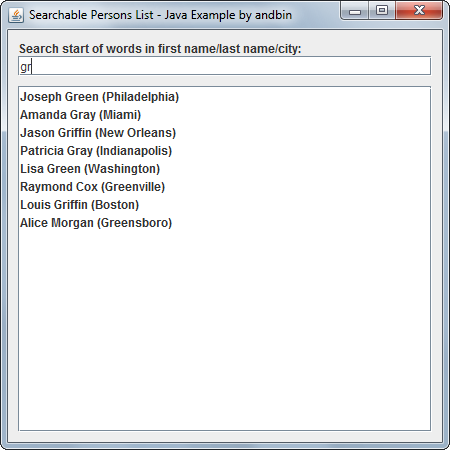 Searchable Persons List - Java Example by andbin
Search start of words in first name/last name/city:
gr
Joseph Green (Philadelphia)
Amanda Gray (Miami)
Jason Griffin (New Orleans)
Patricia Gray (Indianapolis)
Lisa Green (Washington)
Raymond Cox (Greenville)
Louis Griffin (Boston)
Alice Morgan (Greensboro)